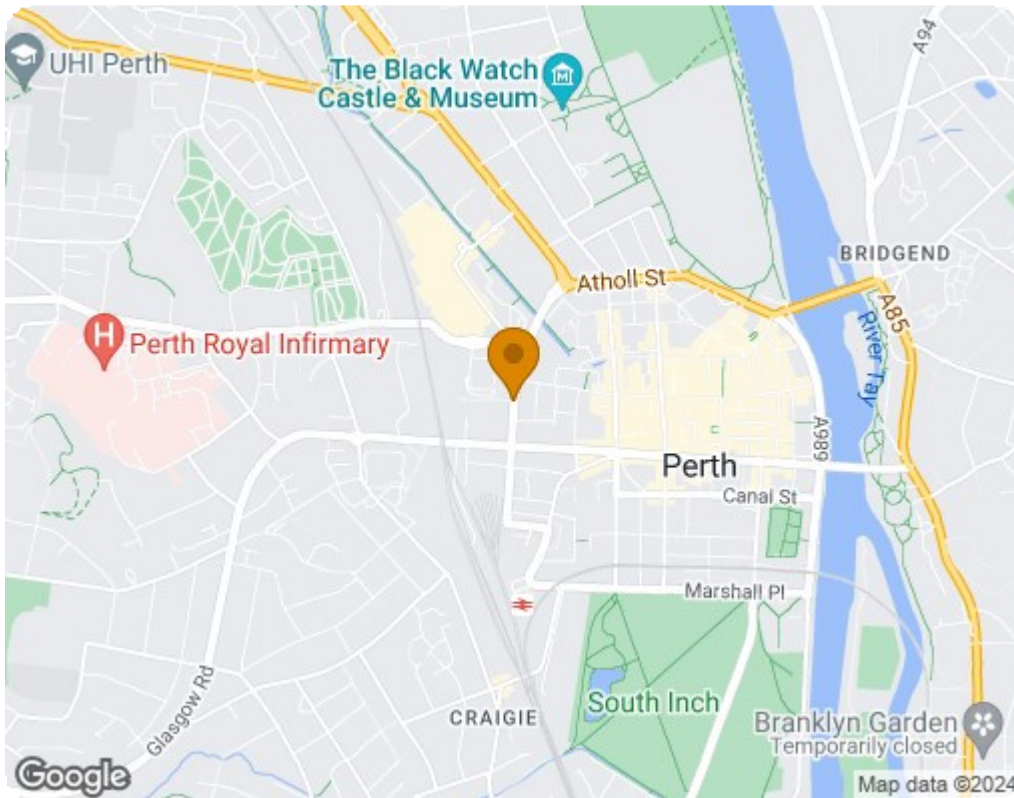 UHI Perth
The Black Watch
Castle & Museum
A94
BRIDGEND
Atholl St
A85
River Tay
H
Perth Royal Infirmary
A989
Perth
Canal St
Marshall Pl
Glasgow Rd
South Inch
CRAIGIE
Branklyn Garden
Temporarily closed
Google
Map data ©2024